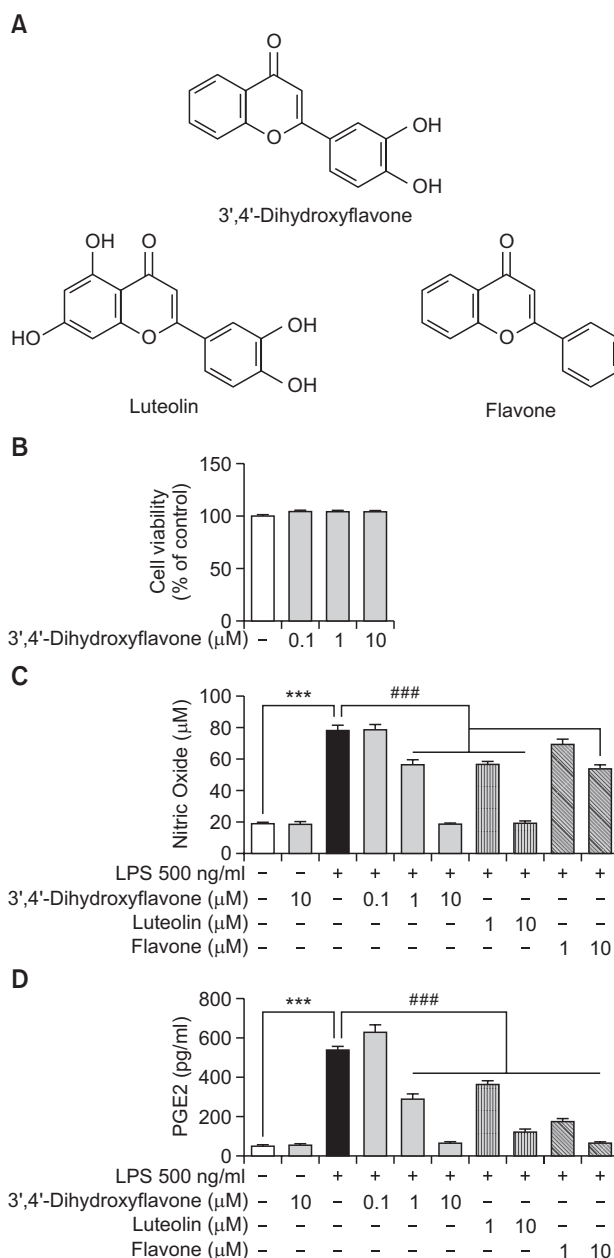 A
O
O
OH
OH
3',4'-Dihydroxyflavone
OH
O
HO
O
OH
OH
Luteolin
O
O
Flavone
B
Cell viability
(% of control)
150
100
50
0
3',4'-Dihydroxyflavone (μM) – 0.1 1 10
C
Nitric Oxide (μM)
100
80
60
40
20
0
*** ###
LPS 500 ng/ml – – + + + + + + + +
3',4'-Dihydroxyflavone (μM) – 10 – 0.1 1 10 – – – –
Luteolin (μM) – – – – – – 1 10 – –
Flavone (μM) – – – – – – – – 1 10
D
PGE2 (pg/ml)
800
600
400
200
0
*** ###
LPS 500 ng/ml – – + + + + + + + +
3',4'-Dihydroxyflavone (μM) – 10 – 0.1 1 10 – – – –
Luteolin (μM) – – – – – – 1 10 – –
Flavone (μM) – – – – – – – – 1 10